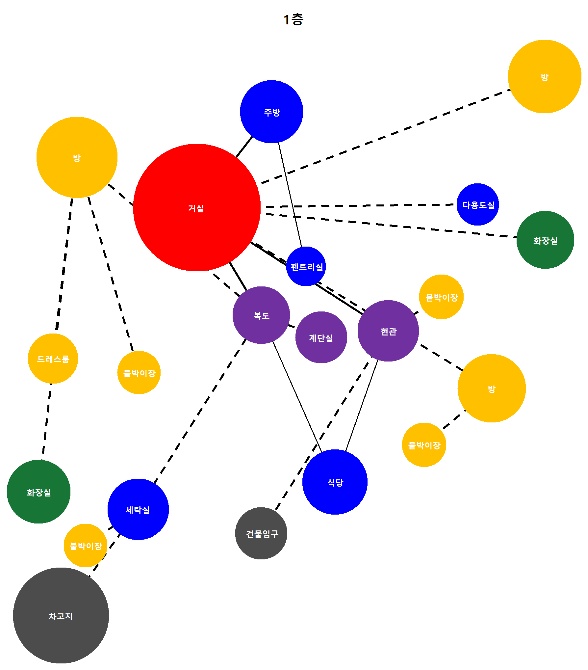 1층
방
주방
방
거실
다용도실
화장실
팬트리실
붙박이장
복도
계단실
현관
드레스룸
붙박이장
방
붙박이장
화장실
세탁실
식당
건물입구
붙박이장
차고지